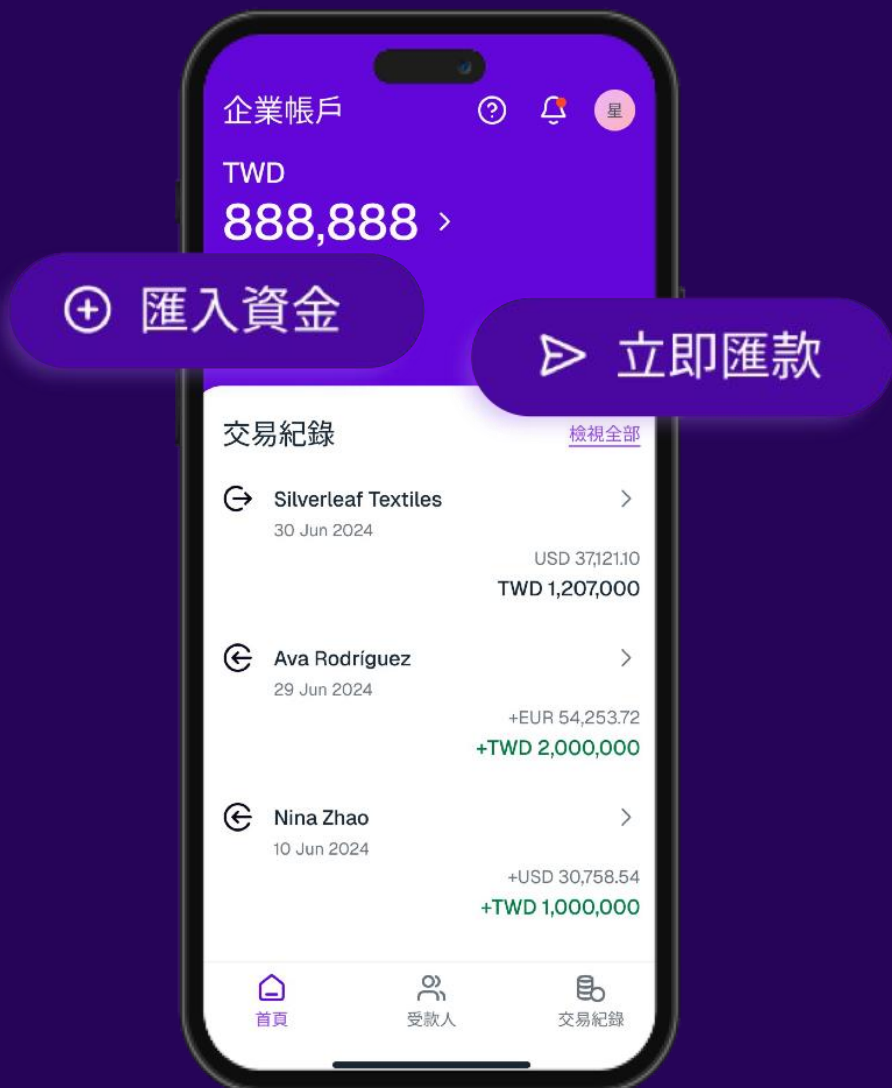 企業帳戶
星
TWD
888,888
匯入資金
立即匯款
交易紀錄
檢視全部
Silverleaf Textiles
30 Jun 2024
USD 37,121.10
TWD 1,207,000
Ava Rodríguez
29 Jun 2024
+EUR 54,253.72
+TWD 2,000,000
Nina Zhao
10 Jun 2024
+USD 30,758.54
+TWD 1,000,000
首頁
受款人
交易紀錄